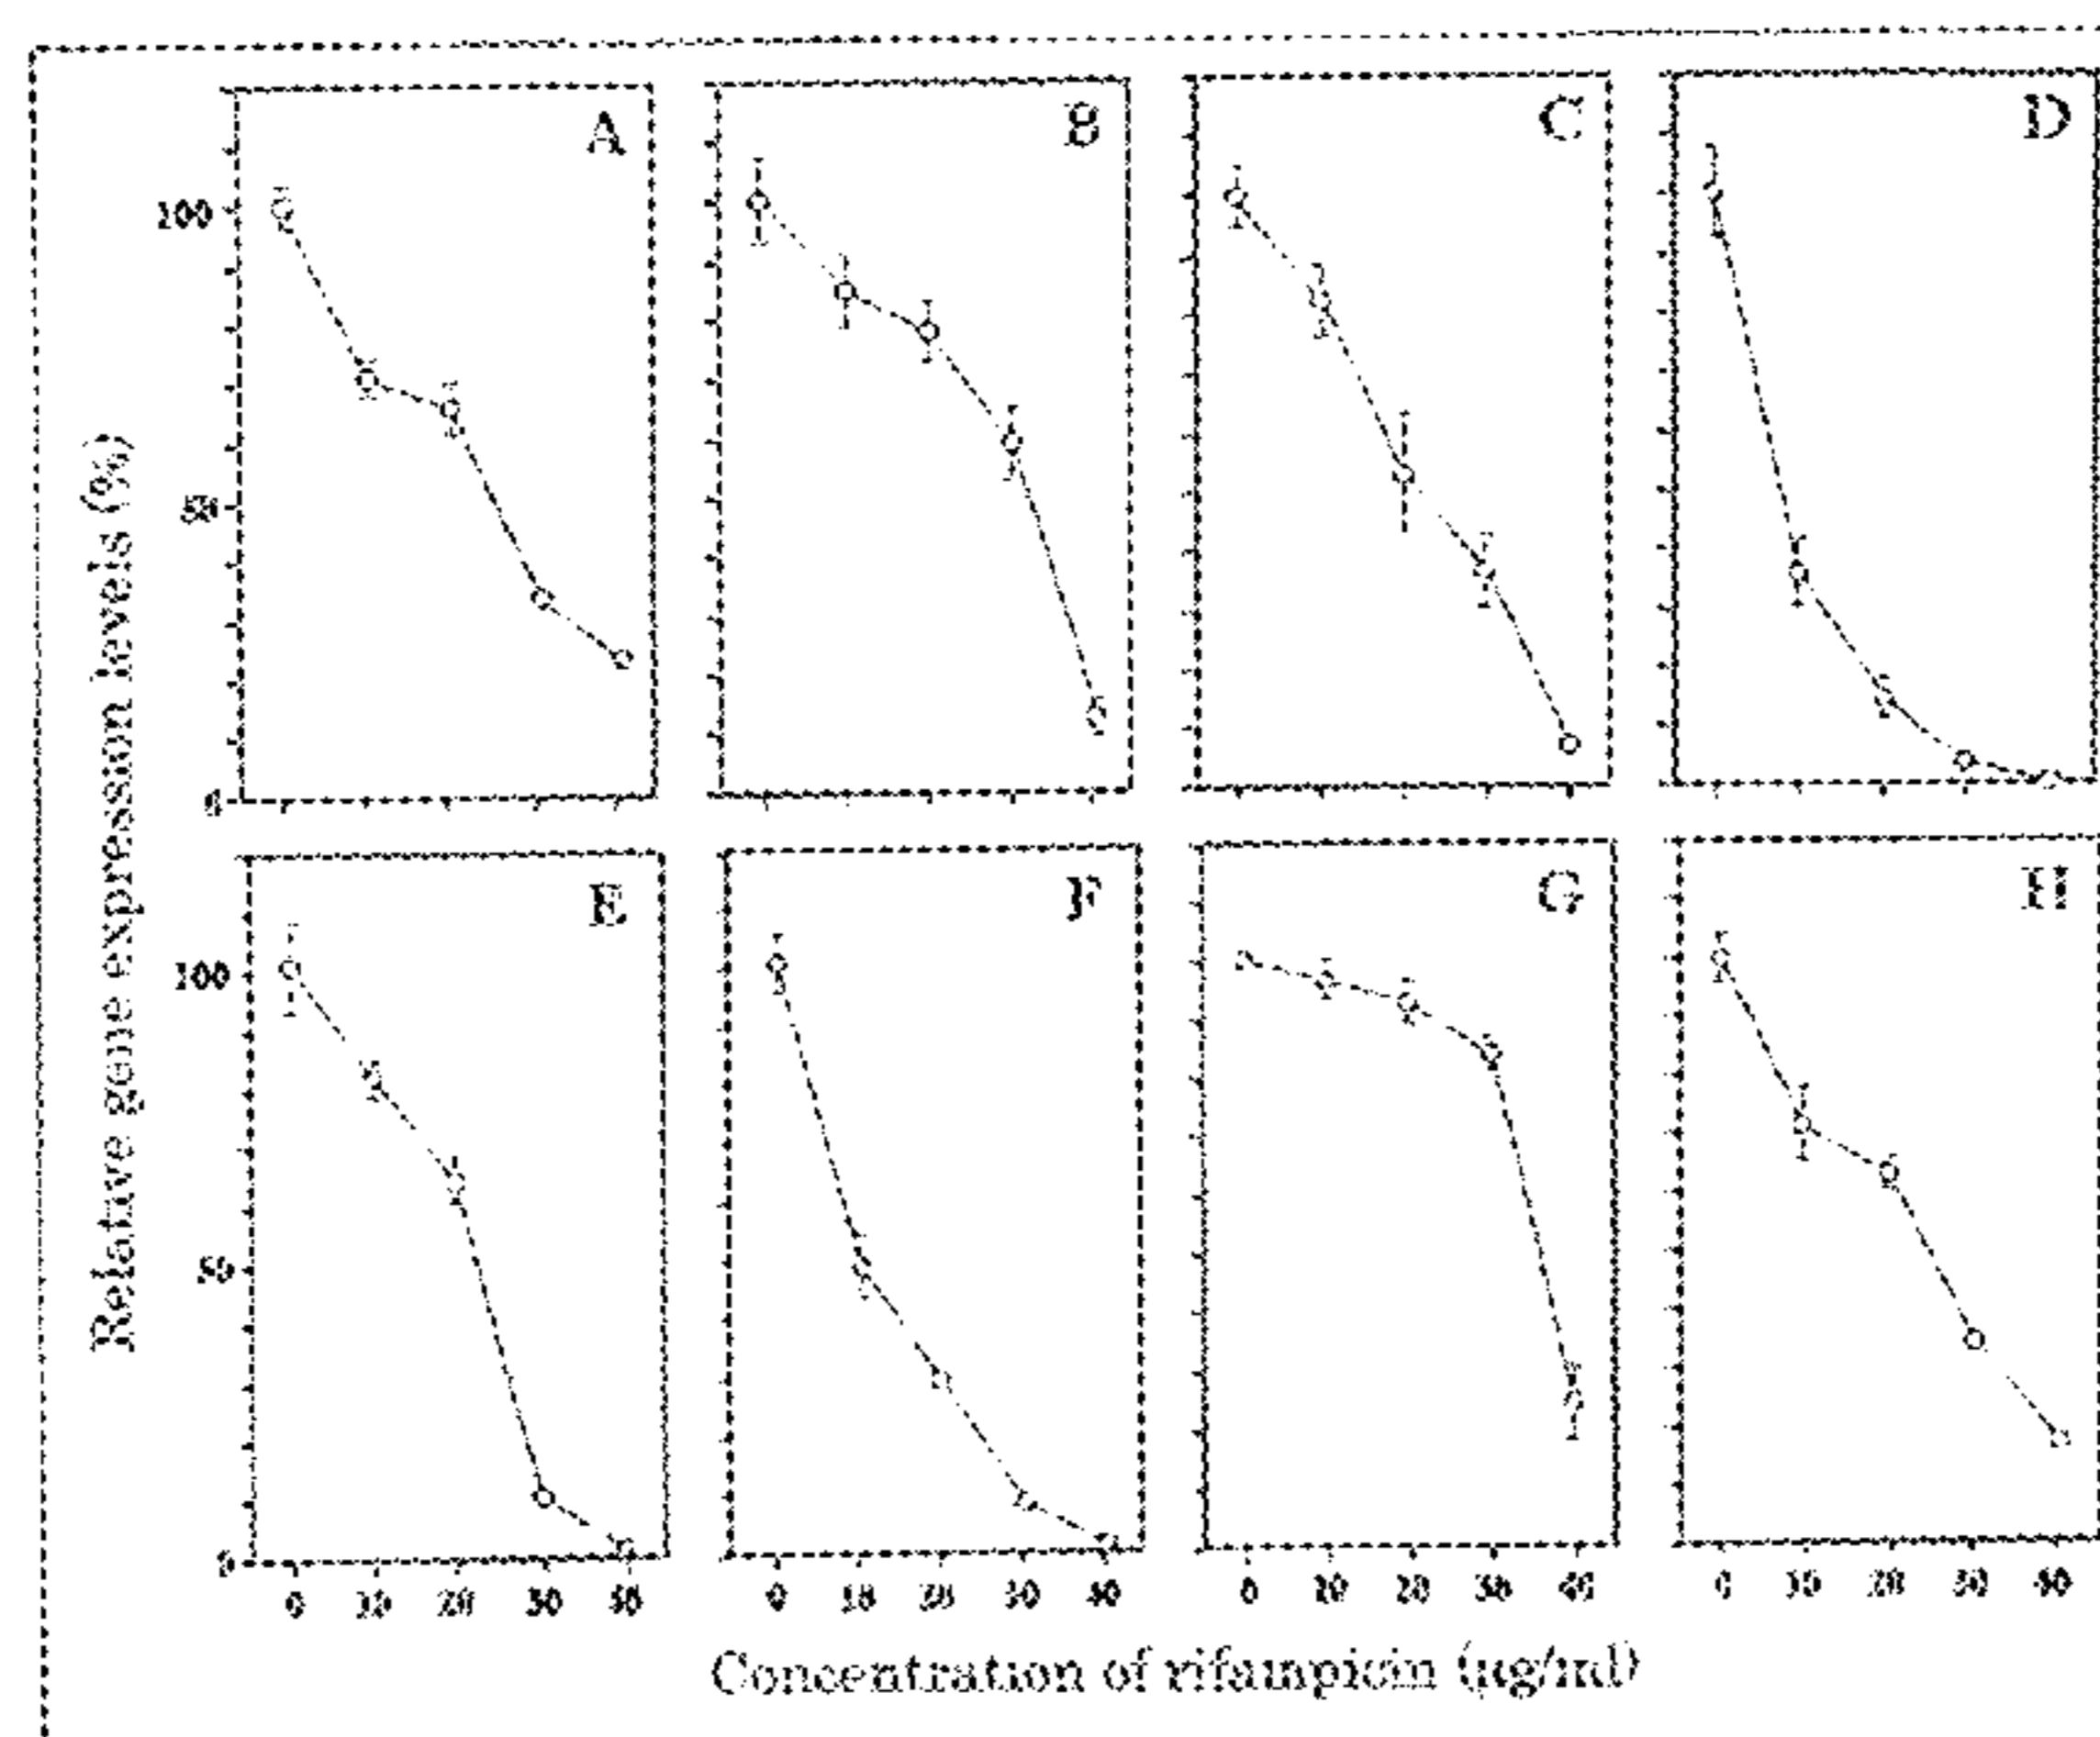 A B C D
100
50
0
Relative gene expression levels (%)
E F G H
100
50
0
0 10 20 30 40 0 10 20 30 40 0 10 20 30 40 0 10 20 30 40
Concentration of rifampicin (μg/ml)